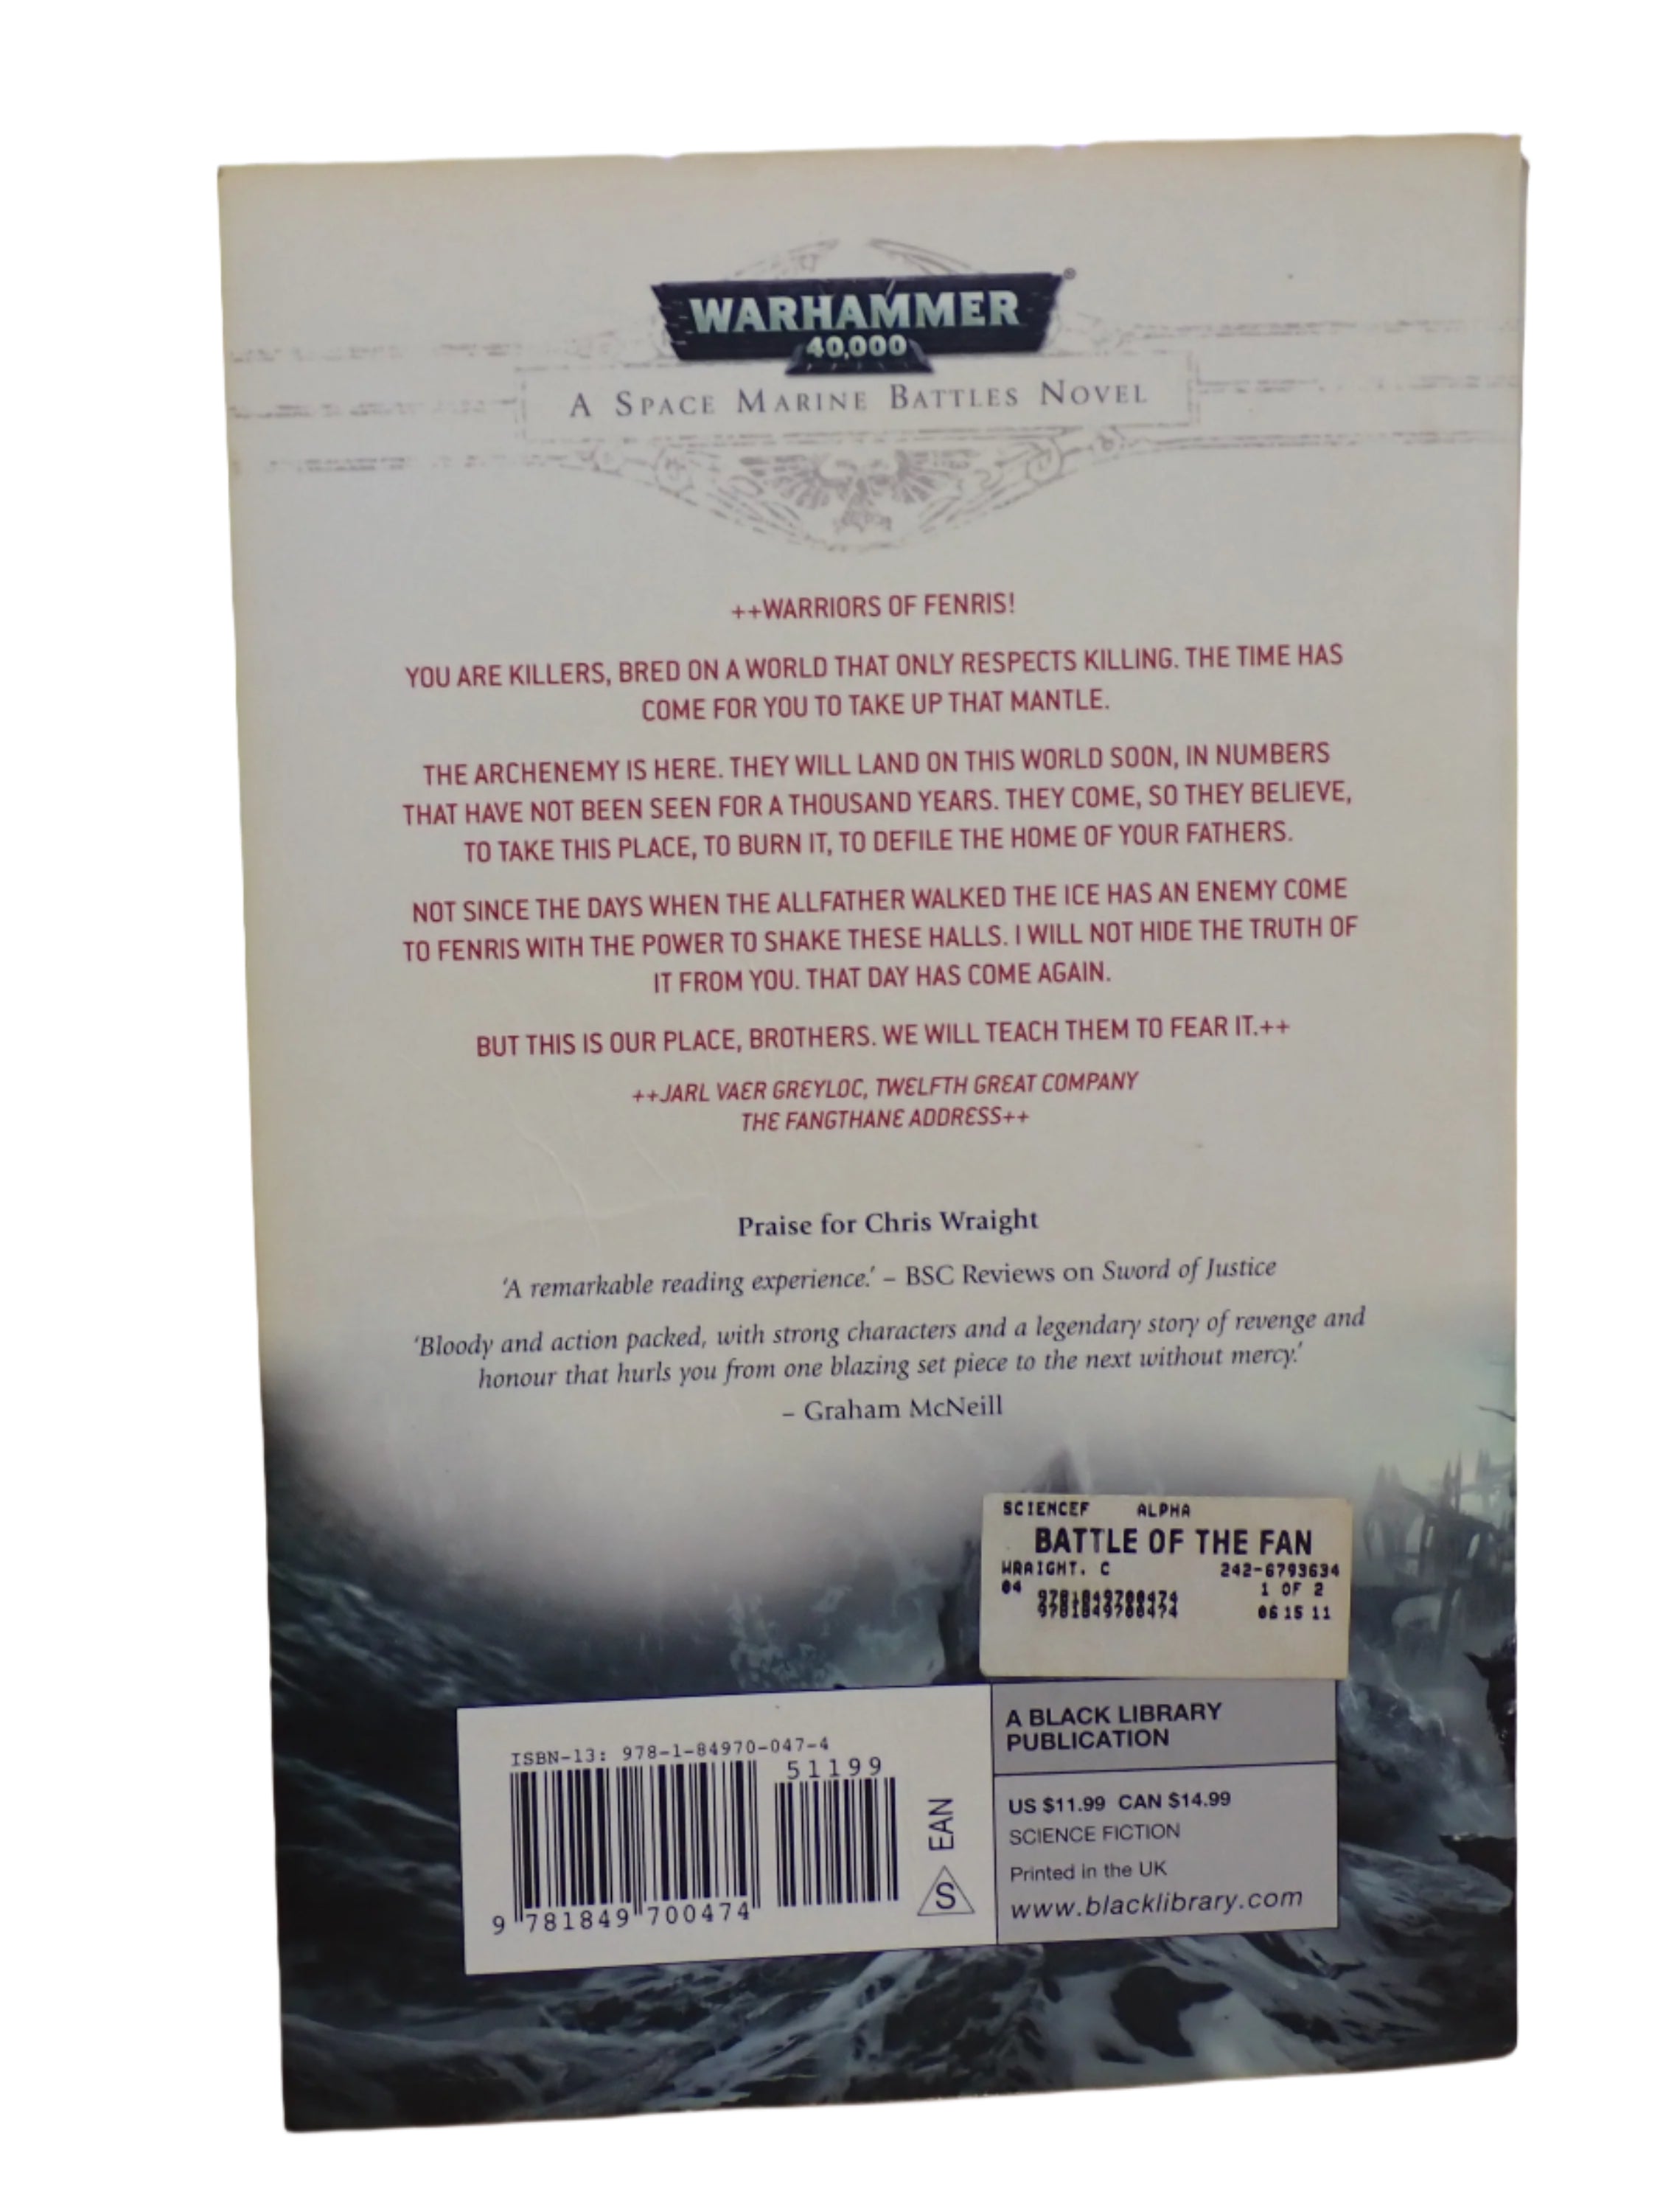 WARHAMMER®
40,000
A SPACE MARINE BATTLES NOVEL
++WARRIORS OF FENRIS!
YOU ARE KILLERS, BRED ON A WORLD THAT ONLY RESPECTS KILLING. THE TIME HAS
COME FOR YOU TO TAKE UP THAT MANTLE.
THE ARCHENEMY IS HERE. THEY WILL LAND ON THIS WORLD SOON, IN NUMBERS
THAT HAVE NOT BEEN SEEN FOR A THOUSAND YEARS. THEY COME, SO THEY BELIEVE,
TO TAKE THIS PLACE, TO BURN IT, TO DEFILE THE HOME OF YOUR FATHERS.
NOT SINCE THE DAYS WHEN THE ALLFATHER WALKED THE ICE HAS AN ENEMY COME
TO FENRIS WITH THE POWER TO SHAKE THESE HALLS. I WILL NOT HIDE THE TRUTH OF
IT FROM YOU. THAT DAY HAS COME AGAIN.
BUT THIS IS OUR PLACE, BROTHERS. WE WILL TEACH THEM TO FEAR IT.++
++JARL VAER GREYLOC, TWELFTH GREAT COMPANY
THE FANGTHANE ADDRESS++
Praise for Chris Wraight
'A remarkable reading experience.' – BSC Reviews on Sword of Justice
'Bloody and action packed, with strong characters and a legendary story of revenge and
honour that hurls you from one blazing set piece to the next without mercy.'
– Graham McNeill
SCIENCEF ALPHA
BATTLE OF THE FAN
WRAIGHT. C 242-6793634
04 9781849700474 1 OF 2
9781849700474 06 15 11
ISBN-13: 978-1-84970-047-4
51199
9 781849 700474
EAN
S
A BLACK LIBRARY
PUBLICATION
US $11.99 CAN $14.99
SCIENCE FICTION
Printed in the UK
www.blacklibrary.com